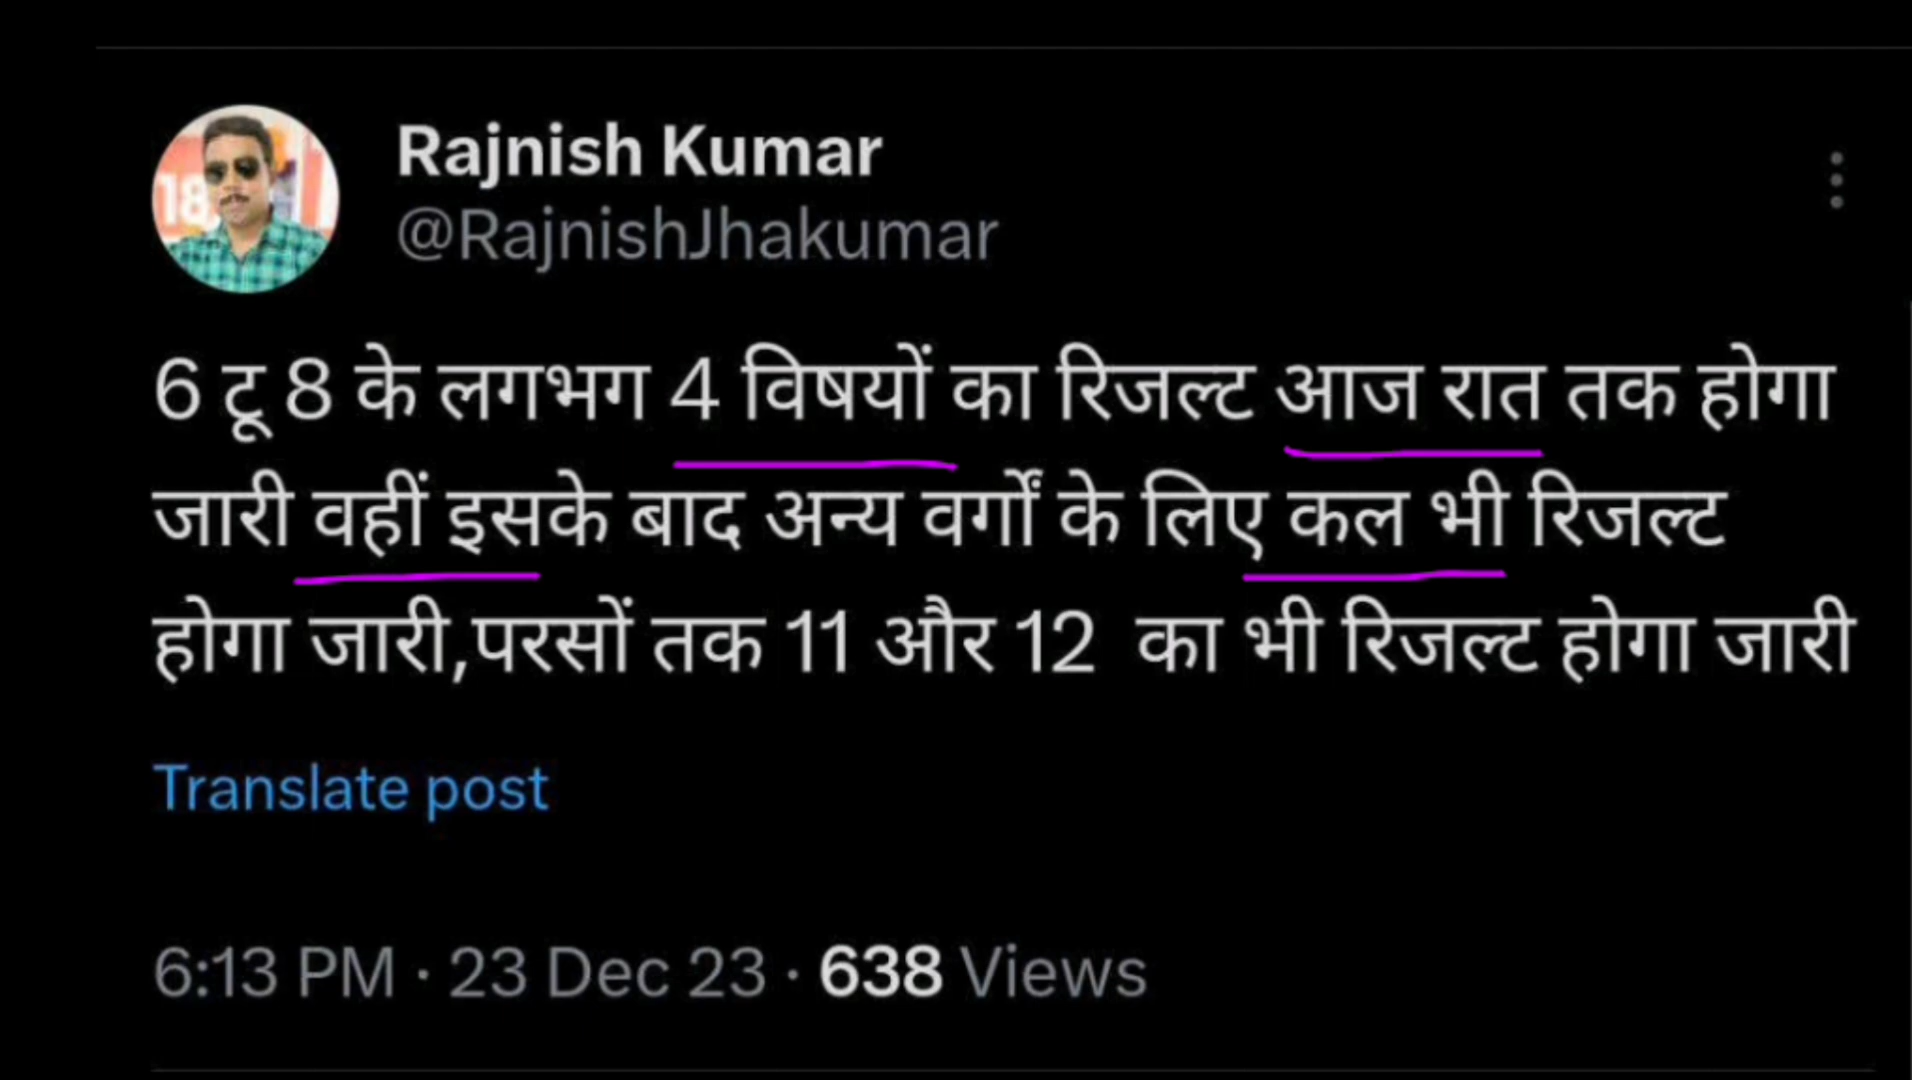 18
Rajnish Kumar
@RajnishJhakumar
6 टू 8 के लगभग 4 विषयों का रिजल्ट आज रात तक होगा
जारी वहीं इसके बाद अन्य वर्गों के लिए कल भी रिजल्ट
होगा जारी,परसों तक 11 और 12 का भी रिजल्ट होगा जारी
Translate post
6:13 PM · 23 Dec 23 · 638 Views